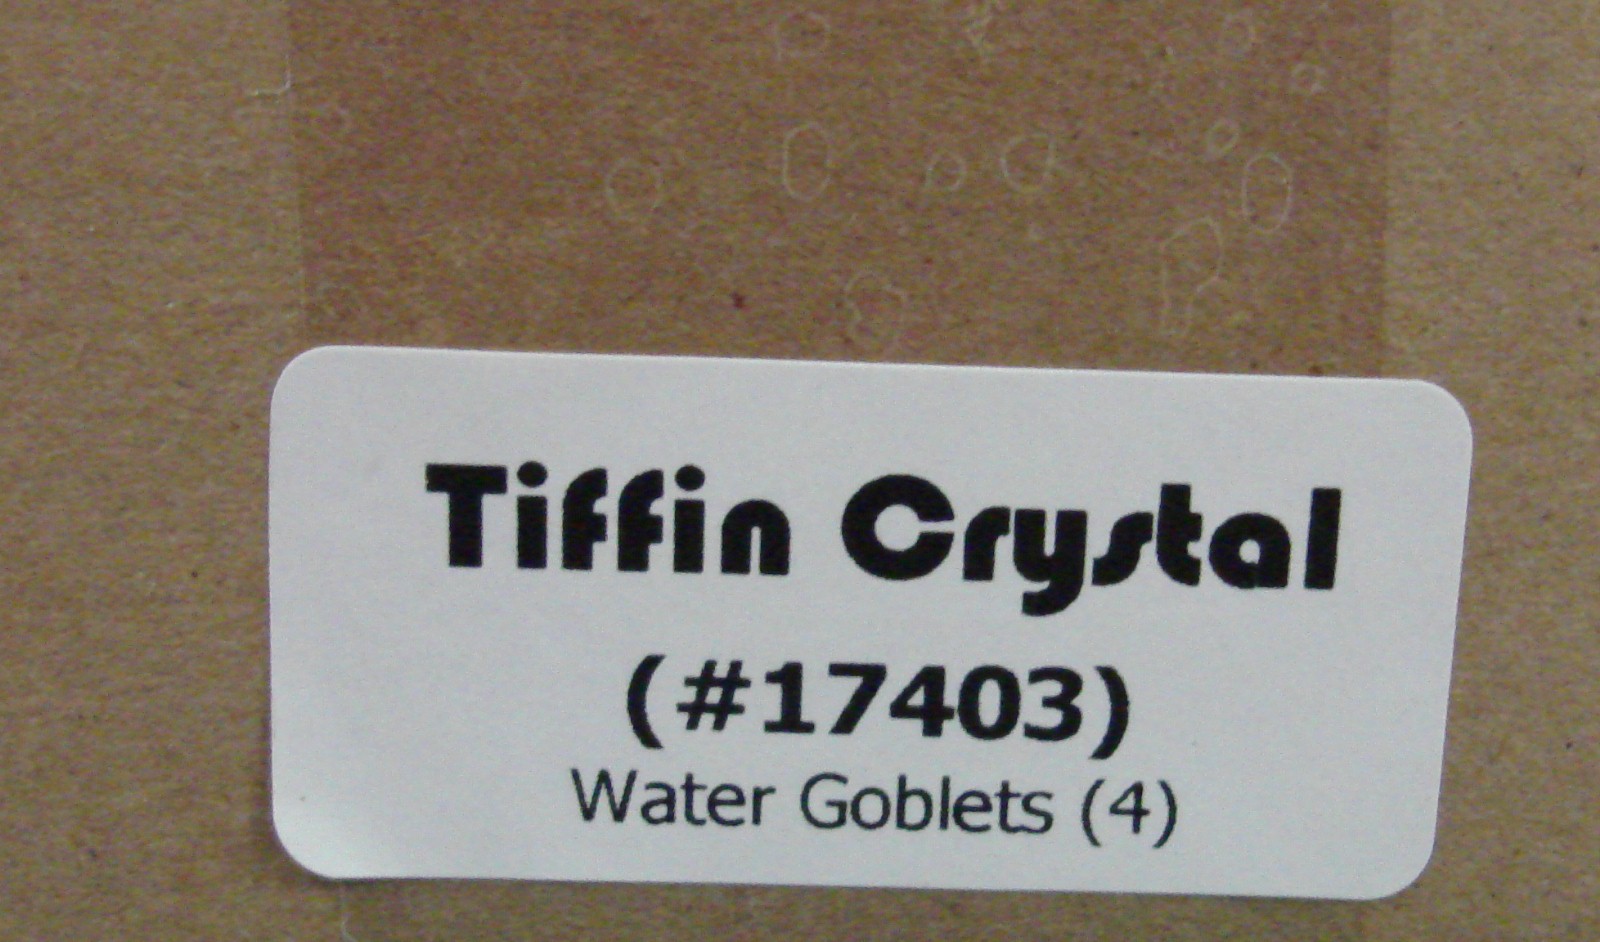 Tiffin Crystal
(#17403)
Water Goblets (4)